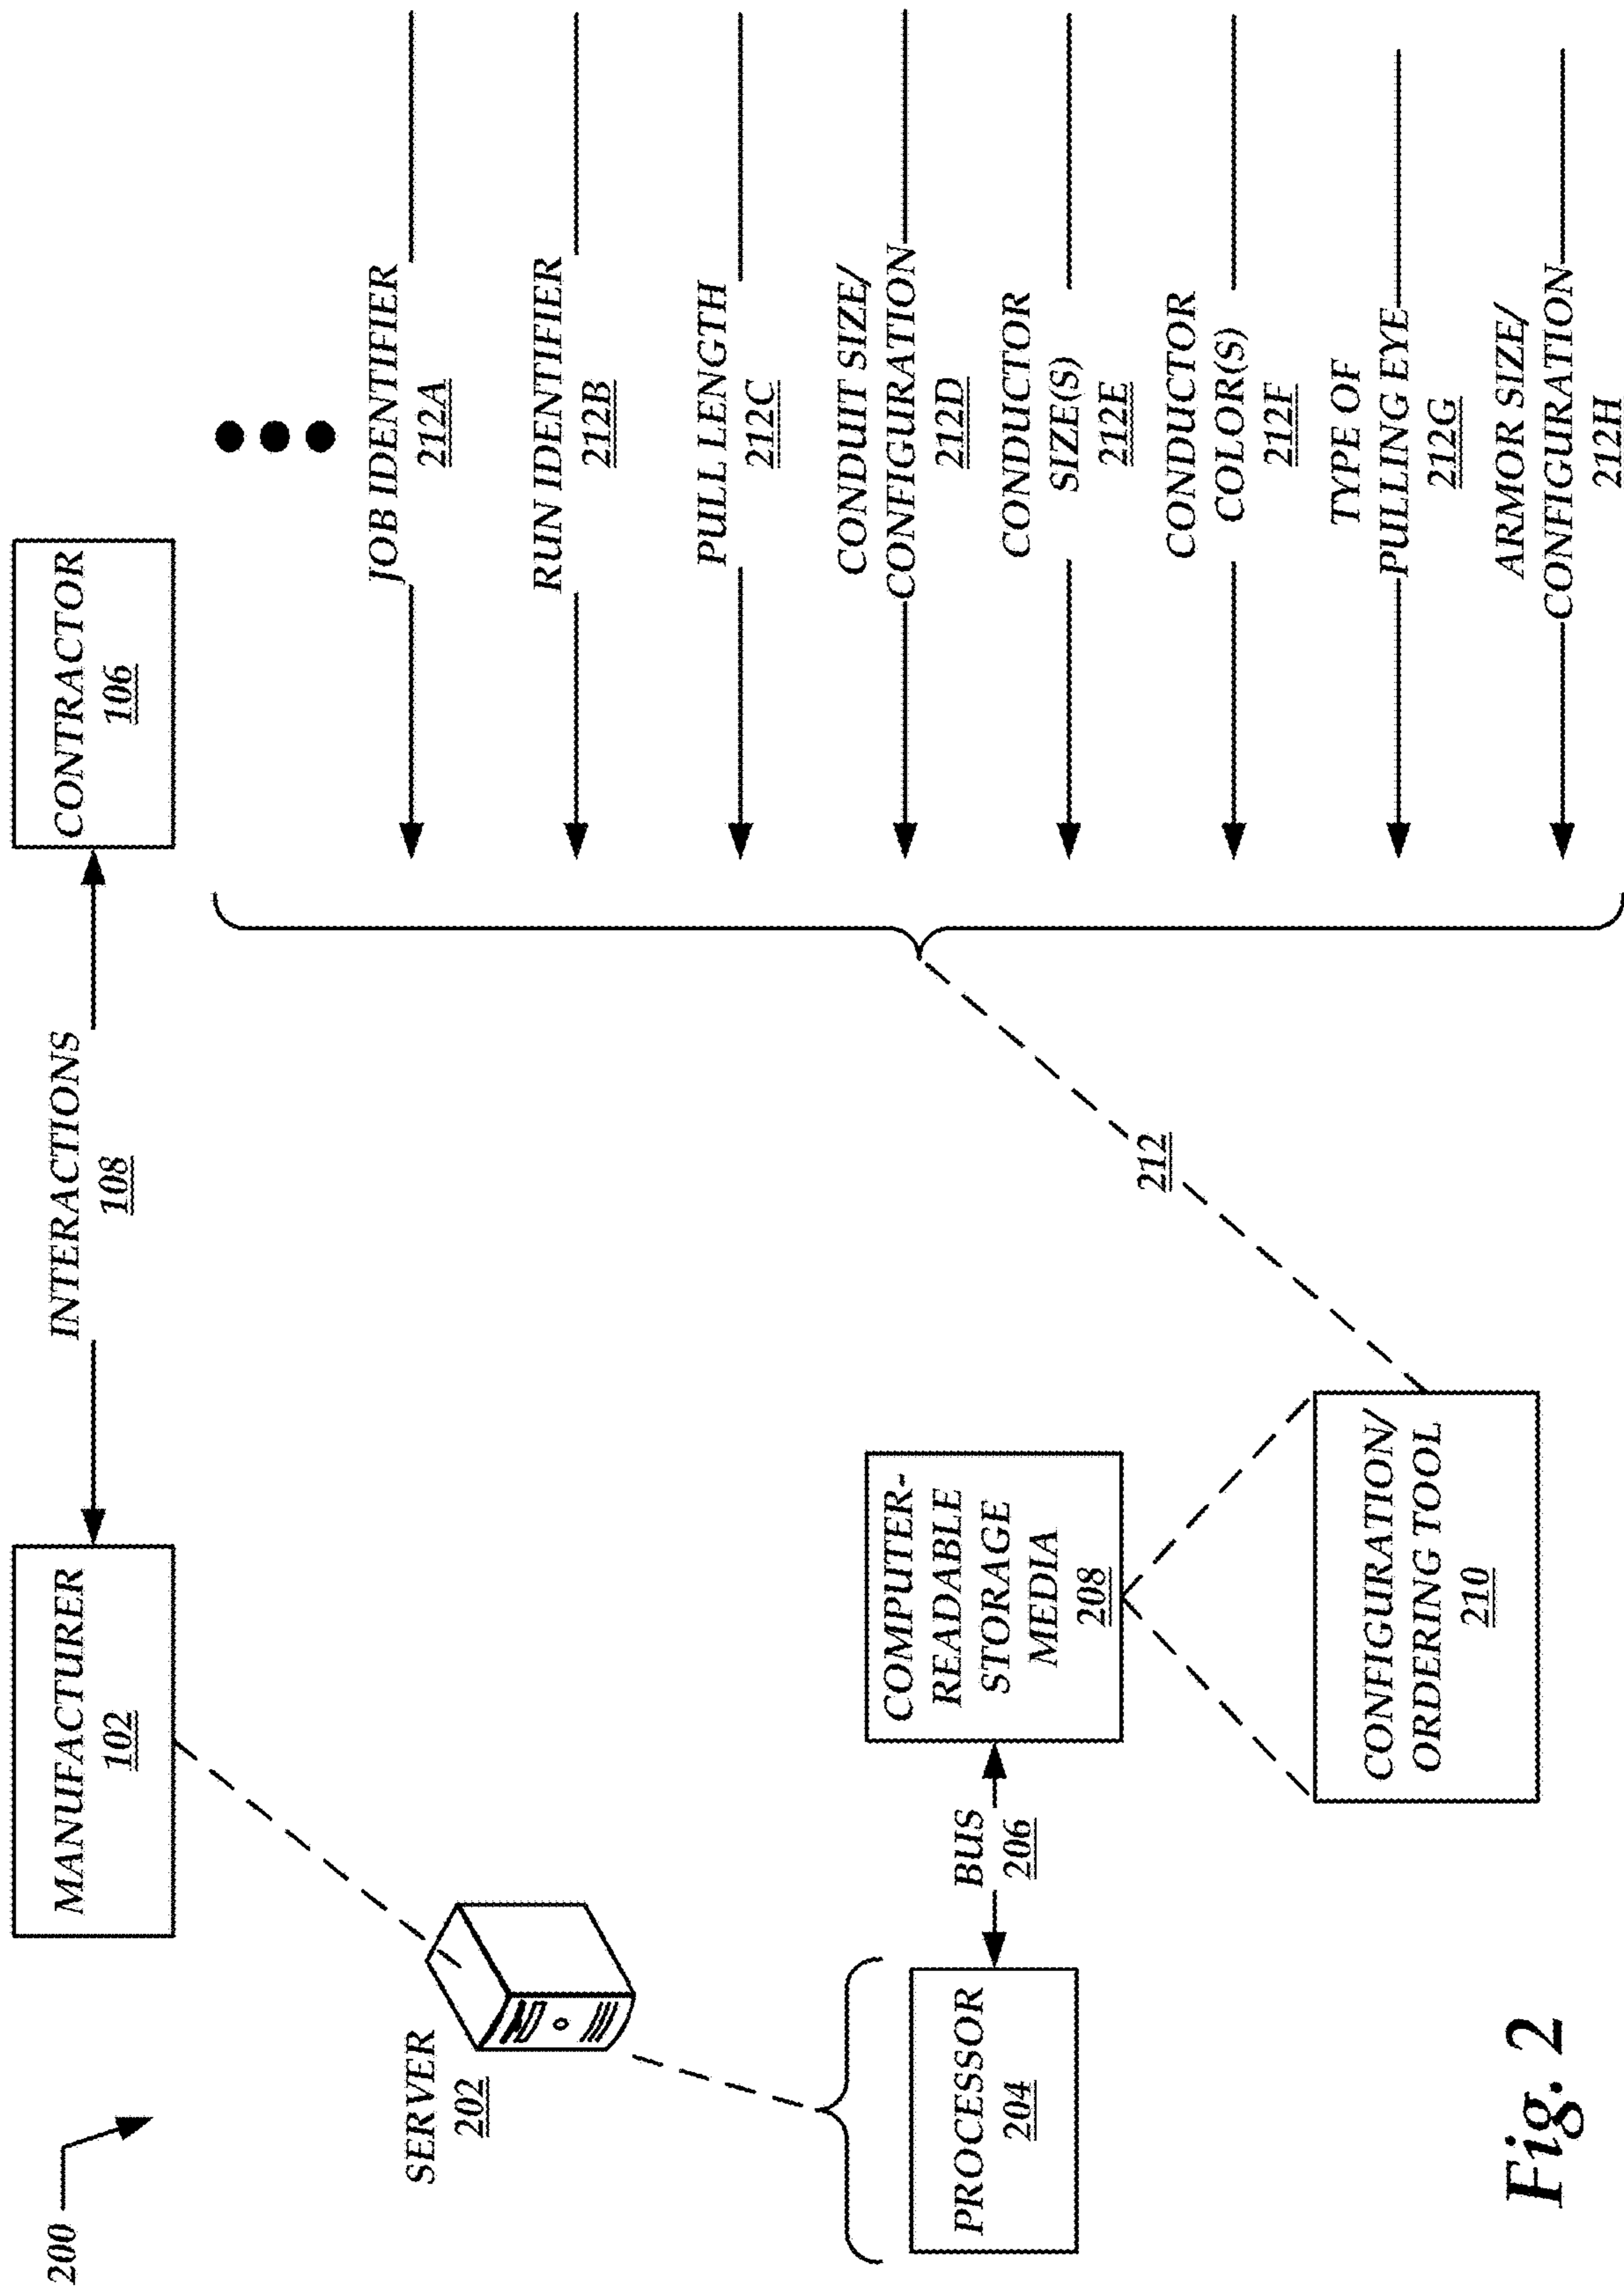 200
MANUFACTURER
102
INTERACTIONS
108
CONTRACTOR
106
SERVER
202
PROCESSOR
204
BUS
206
COMPUTER-
READABLE
STORAGE
MEDIA
208
CONFIGURATION/
ORDERING TOOL
210
212
JOB IDENTIFIER
212A
RUN IDENTIFIER
212B
PULL LENGTH
212C
CONDUIT SIZE/
CONFIGURATION
212D
CONDUCTOR
SIZE(S)
212E
CONDUCTOR
COLOR(S)
212F
TYPE OF
PULLING EYE
212G
ARMOR SIZE/
CONFIGURATION
212H
Fig. 2